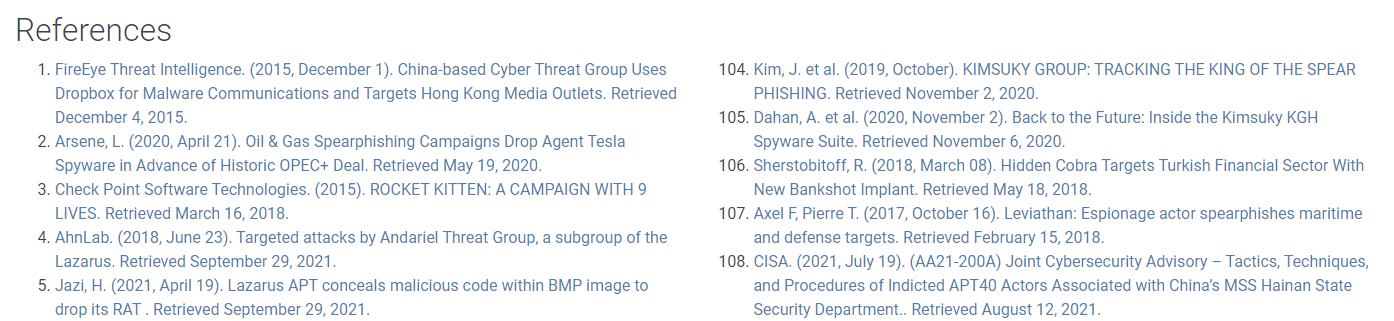 References
1. FireEye Threat Intelligence. (2015, December 1). China-based Cyber Threat Group Uses
Dropbox for Malware Communications and Targets Hong Kong Media Outlets. Retrieved
December 4, 2015.
2. Arsene, L. (2020, April 21). Oil & Gas Spearphishing Campaigns Drop Agent Tesla
Spyware in Advance of Historic OPEC+ Deal. Retrieved May 19, 2020.
3. Check Point Software Technologies. (2015). ROCKET KITTEN: A CAMPAIGN WITH 9
LIVES. Retrieved March 16, 2018.
4. AhnLab. (2018, June 23). Targeted attacks by Andariel Threat Group, a subgroup of the
Lazarus. Retrieved September 29, 2021.
5. Jazi, H. (2021, April 19). Lazarus APT conceals malicious code within BMP image to
drop its RAT . Retrieved September 29, 2021.
104. Kim, J. et al. (2019, October). KIMSUKY GROUP: TRACKING THE KING OF THE SPEAR
PHISHING. Retrieved November 2, 2020.
105. Dahan, A. et al. (2020, November 2). Back to the Future: Inside the Kimsuky KGH
Spyware Suite. Retrieved November 6, 2020.
106. Sherstobitoff, R. (2018, March 08). Hidden Cobra Targets Turkish Financial Sector With
New Bankshot Implant. Retrieved May 18, 2018.
107. Axel F, Pierre T. (2017, October 16). Leviathan: Espionage actor spearphishes maritime
and defense targets. Retrieved February 15, 2018.
108. CISA. (2021, July 19). (AA21-200A) Joint Cybersecurity Advisory – Tactics, Techniques,
and Procedures of Indicted APT40 Actors Associated with China’s MSS Hainan State
Security Department.. Retrieved August 12, 2021.